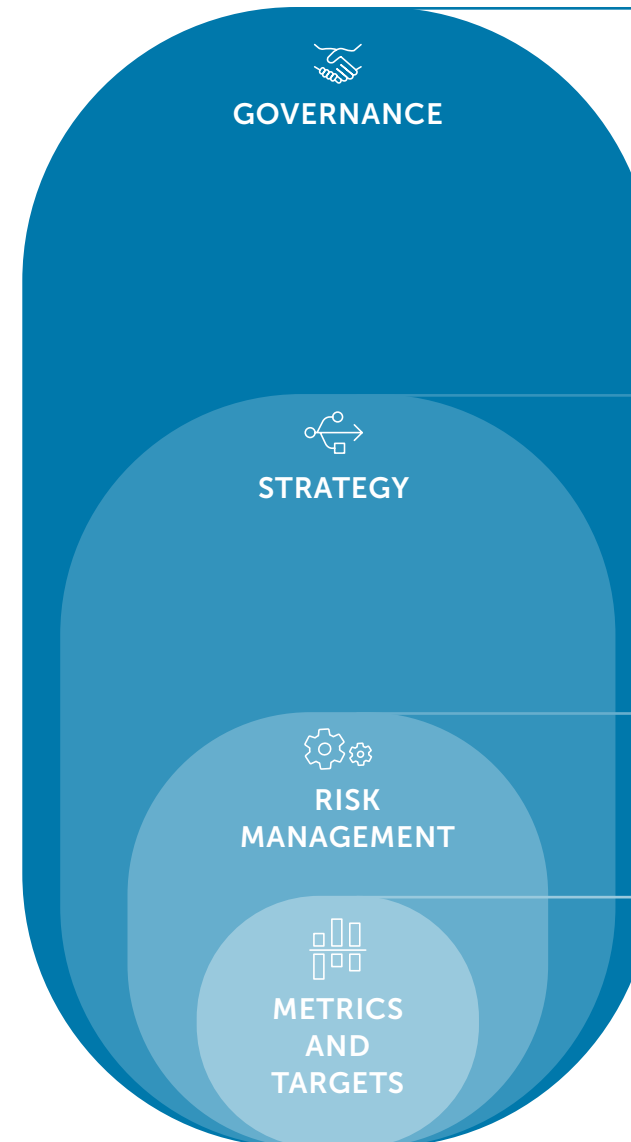 GOVERNANCE
STRATEGY
RISK
MANAGEMENT
METRICS
AND
TARGETS